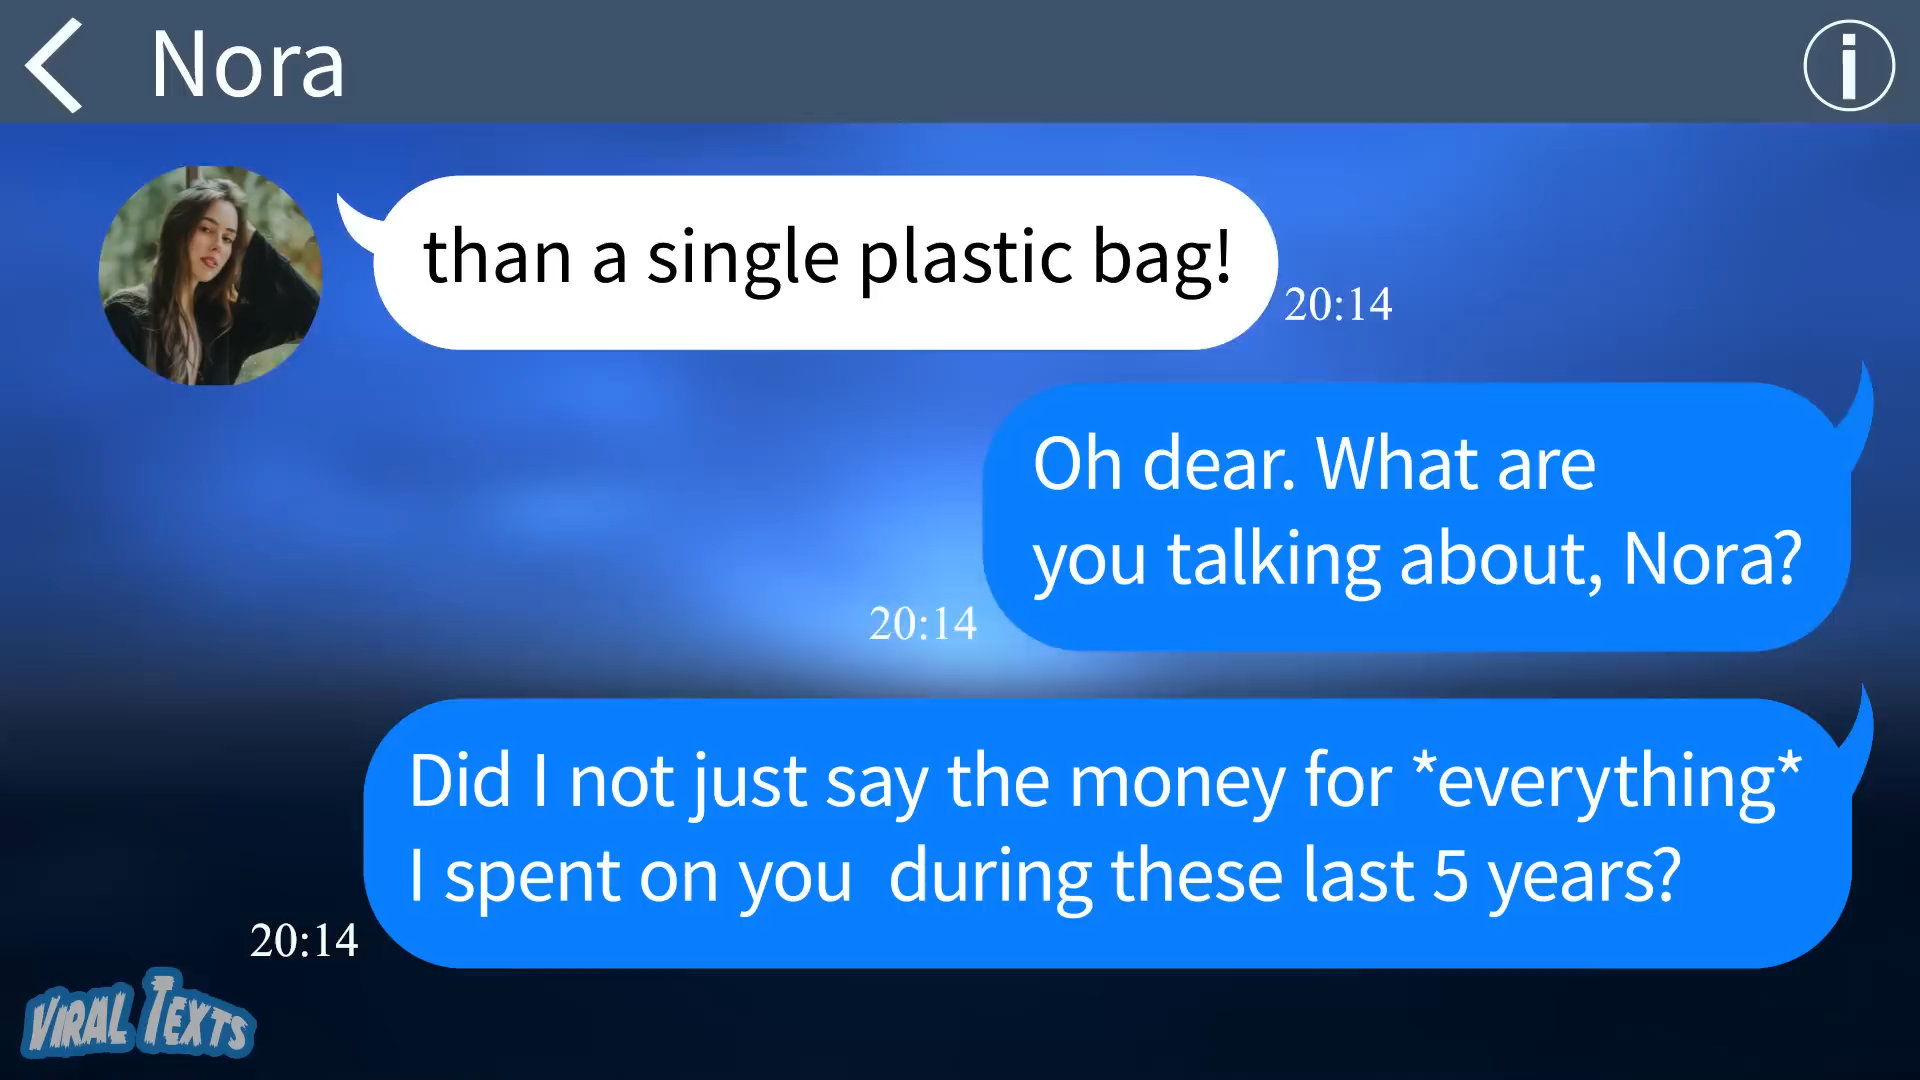 Nora
than a single plastic bag!
20:14
Oh dear. What are
you talking about, Nora?
20:14
Did I not just say the money for *everything*
I spent on you  during these last 5 years?
20:14
VIRAL TEXTS